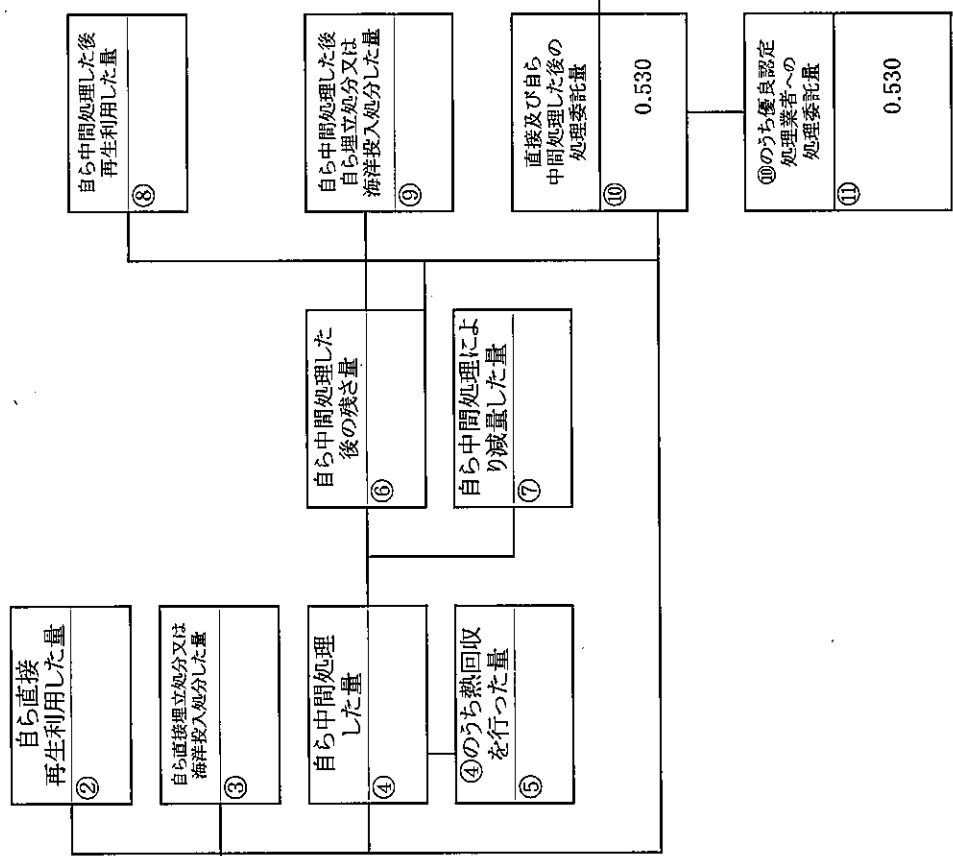 自ら直接
再生利用した量
②
自ら直接埋立処分又は
海洋投入処分した量
③
自ら中間処理
した量
④
④のうち熱回収
を行った量
⑤
自ら中間処理した
後の残さ量
⑥
自ら中間処理によ
り減量した量
⑦
自ら中間処理した後
再生利用した量
⑧
自ら中間処理した後
自ら埋立処分又は
海洋投入処分した量
⑨
直接及び自ら
中間処理した後の
処理委託量
⑩
0.530
⑩のうち優良認定
処理業者への
処理委託量
⑪
0.530